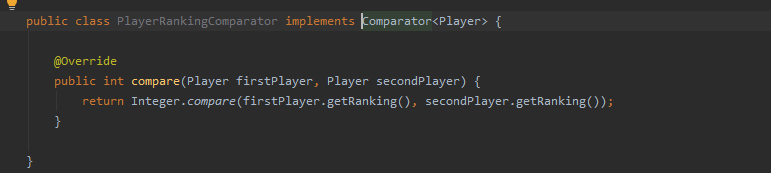 public class PlayerRankingComparator implements Comparator<Player> {
@Override
public int compare(Player firstPlayer, Player secondPlayer) {
return Integer.compare(firstPlayer.getRanking(), secondPlayer.getRanking());
}
}